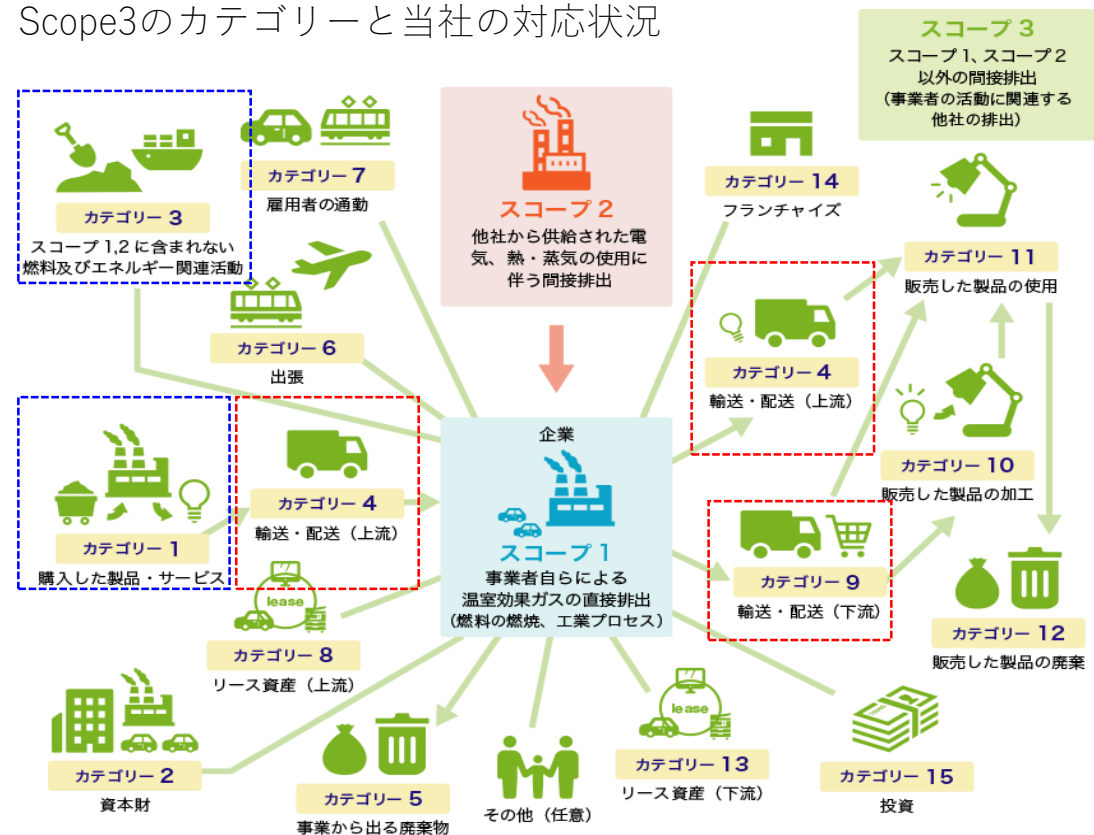 Scope3のカテゴリーと当社の対応状況
スコープ 3
スコープ 1、スコープ 2
以外の間接排出
（事業者の活動に関連する
他社の排出）
カテゴリー 3
スコープ 1,2 に含まれない
燃料及びエネルギー関連活動
カテゴリー 7
雇用者の通勤
スコープ 2
他社から供給された電
気、熱・蒸気の使用に
伴う間接排出
カテゴリー 14
フランチャイズ
カテゴリー 11
販売した製品の使用
カテゴリー 6
出張
カテゴリー 4
輸送・配送（上流）
カテゴリー 1
購入した製品・サービス
カテゴリー 4
輸送・配送（上流）
企業
スコープ 1
事業者自らによる
温室効果ガスの直接排出
（燃料の燃焼、工業プロセス）
カテゴリー 10
販売した製品の加工
カテゴリー 9
輸送・配送（下流）
カテゴリー 12
販売した製品の廃棄
lease
カテゴリー 8
リース資産（上流）
カテゴリー 2
資本財
カテゴリー 5
事業から出る廃棄物
その他（任意）
lease
カテゴリー 13
リース資産（下流）
カテゴリー 15
投資